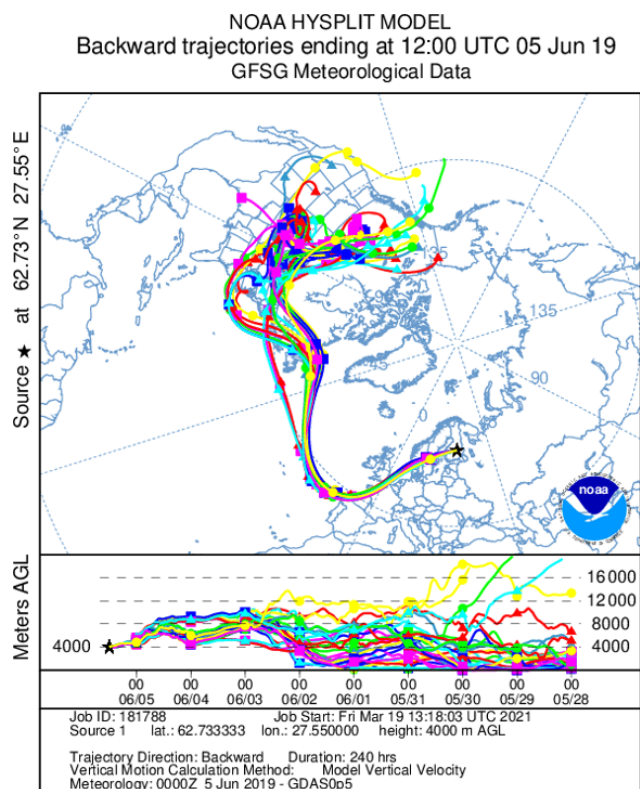 NOAA HYSPLIT MODEL
Backward trajectories ending at 12:00 UTC 05 Jun 19
GFSG Meteorological Data
Source ★ at 62.73° N 27.55° E
135
90
45
0
noaa
Meters AGL
16000
12000
8000
4000
4000
00 00 00 00 00 00 00 00 00
06/05 06/04 06/03 06/02 06/01 05/31 05/30 05/29 05/28
Job ID: 181788 Job Start: Fri Mar 19 13:18:03 UTC 2021
Source 1 lat.: 62.733333 lon.: 27.550000 height: 4000 m AGL
Trajectory Direction: Backward Duration: 240 hrs
Vertical Motion Calculation Method: Model Vertical Velocity
Meteorology: 0000Z 5 Jun 2019 - GDAS0p5